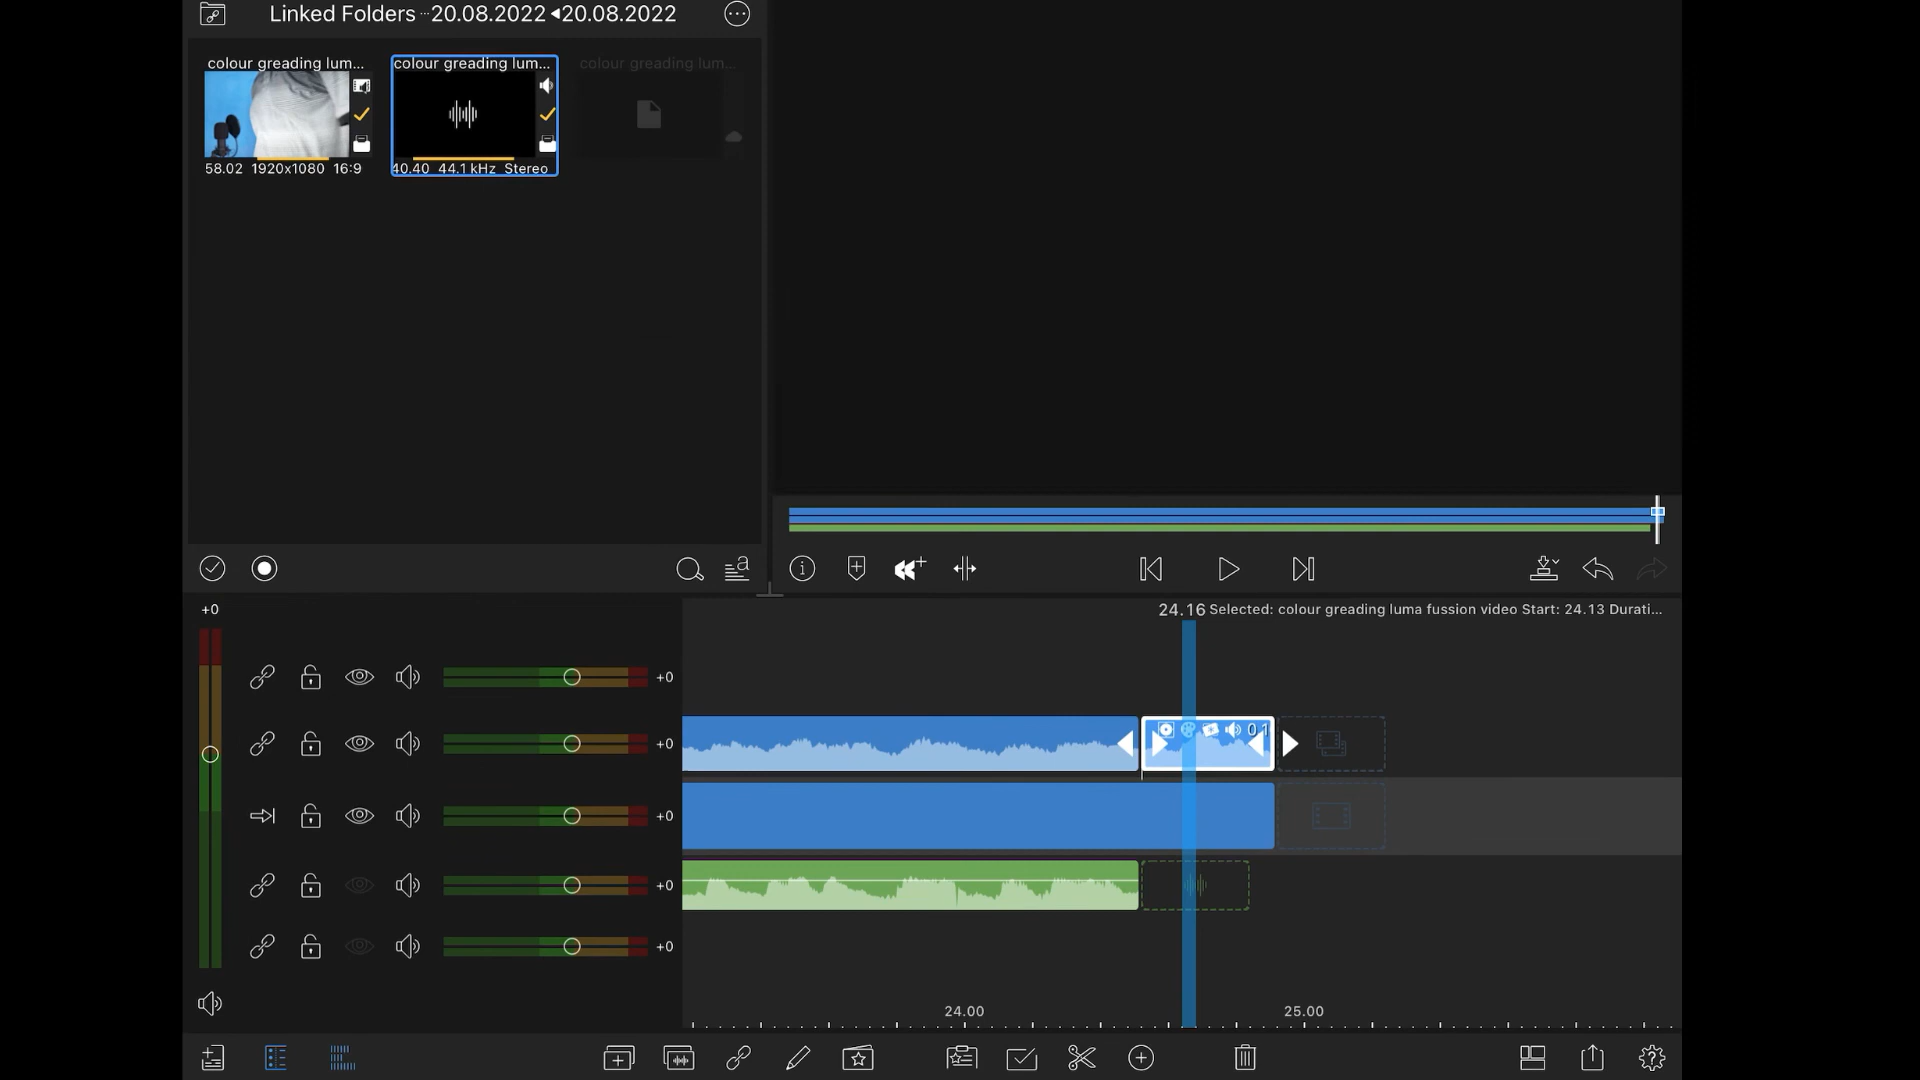 Linked Folders ··· 20.08.2022 ◂20.08.2022
colour greading lum...
colour greading lum...
colour greading lum...
58.02 1920x1080 16:9
40.40 44.1 kHz Stereo
+0
24.16 Selected: colour greading luma fussion video Start: 24.13 Durati...
+0
+0
0.1
+0
+0
+0
24.00
25.00